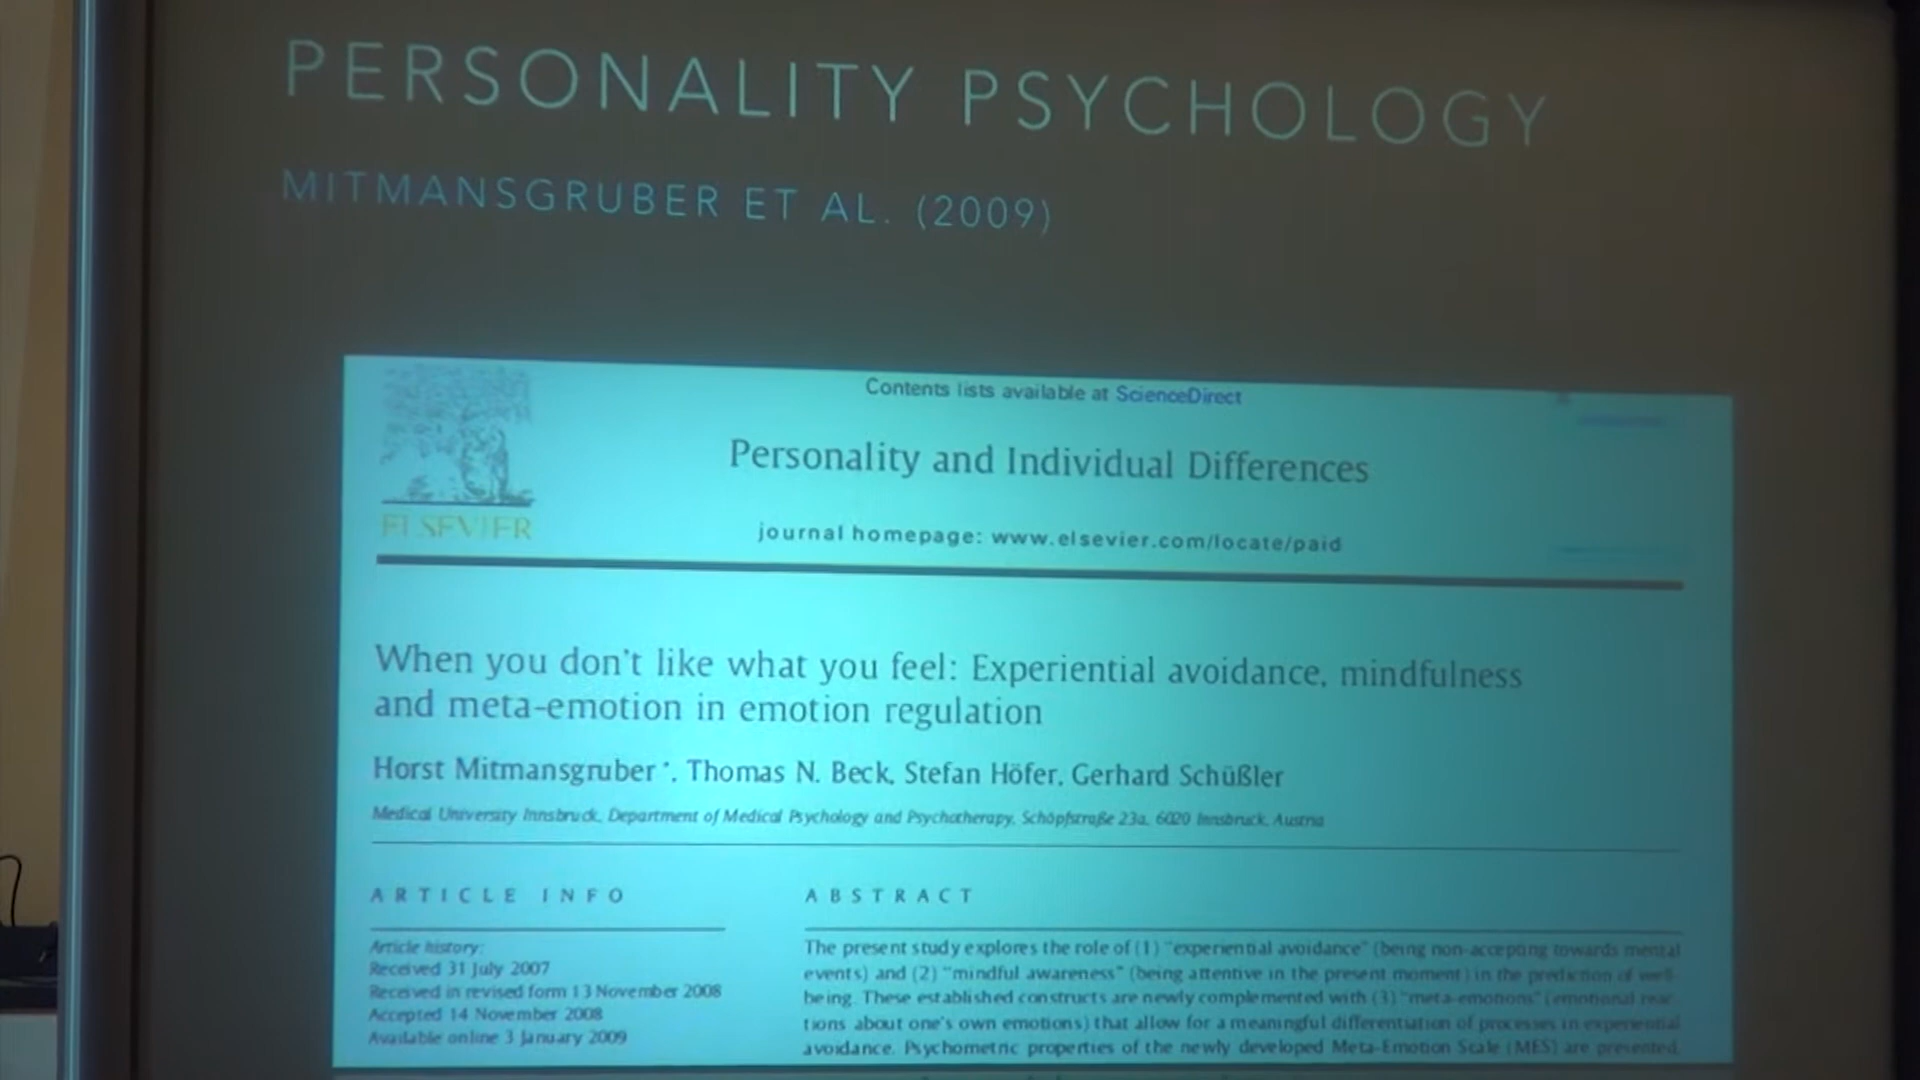 PERSONALITY PSYCHOLOGY
MITMANSGRUBER ET AL. (2009)
Contents lists available at ScienceDirect
Personality and Individual Differences
ELSEVIER
journal homepage: www.elsevier.com/locate/paid
When you don't like what you feel: Experiential avoidance, mindfulness
and meta-emotion in emotion regulation
Horst Mitmansgruber *, Thomas N. Beck, Stefan Höfer, Gerhard Schüßler
Medical University Innsbruck, Department of Medical Psychology and Psychotherapy, Schöpfstraße 23a, 6020 Innsbruck, Austria
ARTICLE INFO
Article history:
Received 31 July 2007
Received in revised form 13 November 2008
Accepted 14 November 2008
Available online 3 January 2009
ABSTRACT
The present study explores the role of (1) "experiential avoidance" (being non-accepting towards mental
events) and (2) "mindful awareness" (being attentive in the present moment) in the prediction of well-
being. These established constructs are newly complemented with (3) "meta-emotions" (emotional reac-
tions about one's own emotions) that allow for a meaningful differentiation of processes in experiential
avoidance. Psychometric properties of the newly developed Meta-Emotion Scale (MES) are presented.